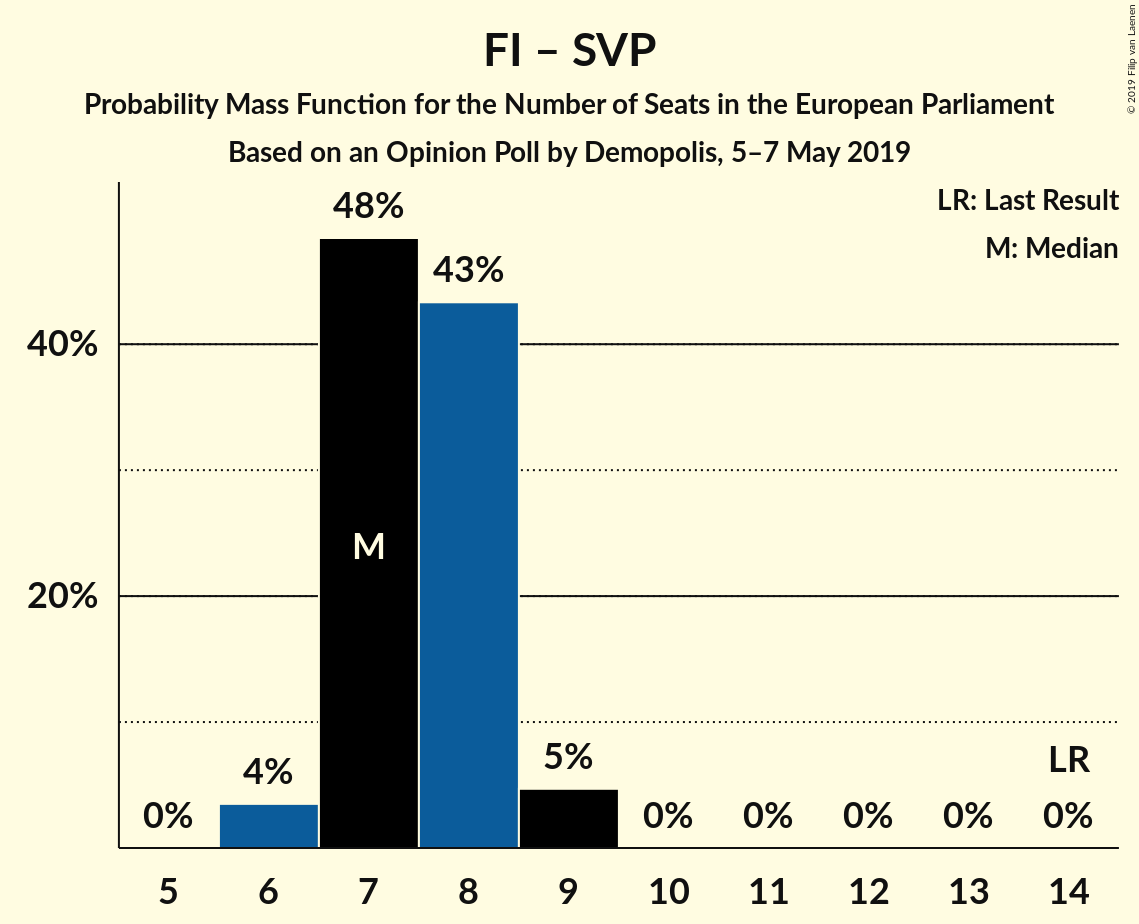 FI – SVP
Probability Mass Function for the Number of Seats in the European Parliament
Based on an Opinion Poll by Demopolis, 5–7 May 2019
© 2019 Filip van Laenen
LR: Last Result
M: Median
48%
43%
40%
M
20%
4%
5%
LR
0%
0%
0%
0%
0%
0%
5
6
7
8
9
10
11
12
13
14